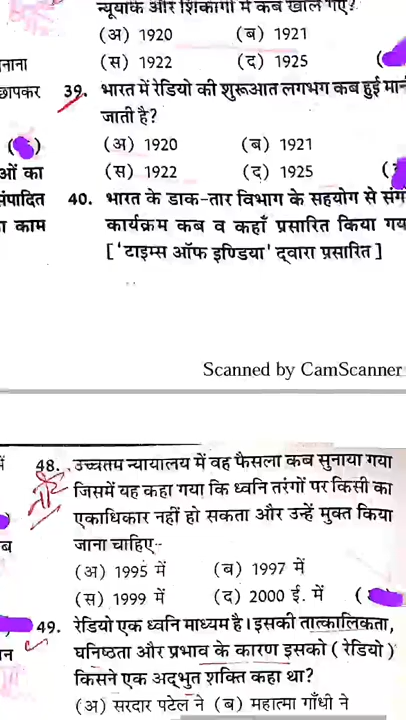 न्यूयार्क और शिकागो में कब खोले गए?
(अ) 1920 (ब) 1921
(स) 1922 (द) 1925
नाना
छापकर
39. भारत में रेडियो की शुरूआत लगभग कब हुई
जाती है?
(अ) 1920 (ब) 1921
(स) 1922 (द) 1925
ओं का
संपादित
काम
40. भारत के डाक-तार विभाग के सहयोग से
कार्यक्रम कब व कहाँ प्रसारित किया
['टाइम्स ऑफ इण्डिया' द्वारा प्रसारित]
Scanned by CamScanner
48. उच्चतम न्यायालय में वह फैसला कब सुनाया गया
जिसमें यह कहा गया कि ध्वनि तरंगों पर किसी का
एकाधिकार नहीं हो सकता और उन्हें मुक्त किया
जाना चाहिए--
(अ) 1995 में (ब) 1997 में
(स) 1999 में (द) 2000 ई. में
49. रेडियो एक ध्वनि माध्यम है। इसकी तात्कालिकता,
घनिष्ठता और प्रभाव के कारण इसको (रेडियो)
किसने एक अद्भुत शक्ति कहा था?
(अ) सरदार पटेल ने (ब) महात्मा गाँधी ने